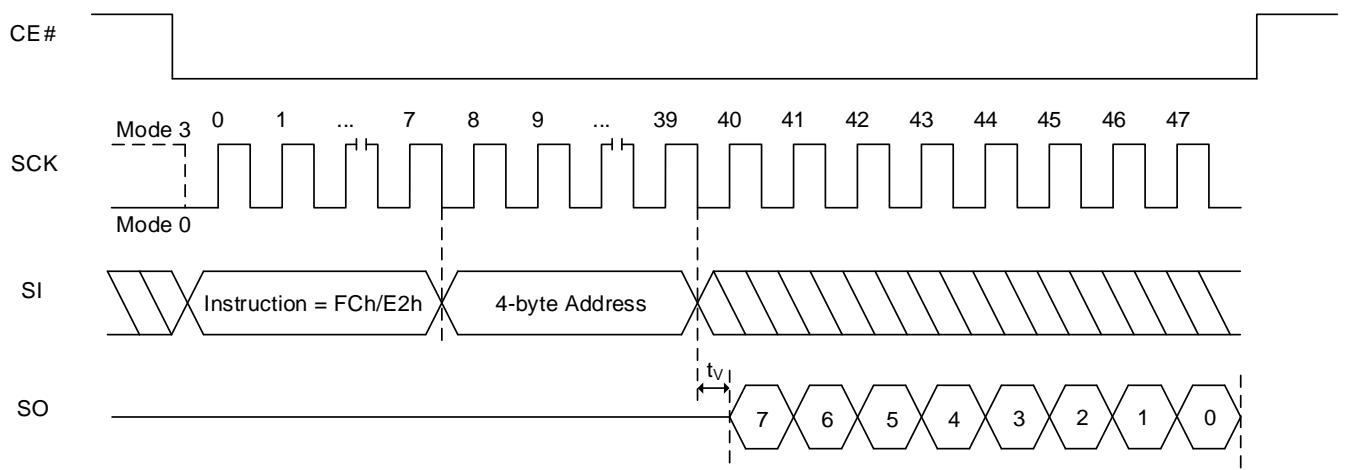 CE#
0 1 ... 7 8 9 ... 39 40 41 42 43 44 45 46 47
Mode 3
SCK
Mode 0
SI
Instruction = FCh/E2h 4-byte Address
tV
SO
7 6 5 4 3 2 1 0